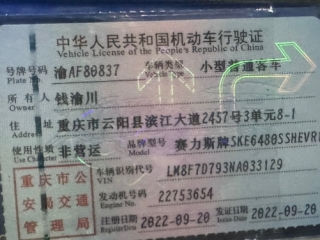 中华人民共和国机动车行驶证
Vehicle License of the People's Republic of China
号牌号码 渝AF80837 车辆类型 小型普通客车
Plate No. Vehicle Type
所有人 钱渝川
Owner
住址 重庆市云阳县滨江大道2457号3单元8-1
Address
使用性质 非营运 品牌型号 赛力斯牌SKE6480SSHEVR
Use Character Model
重庆市公安局交通管理局
车辆识别代号 LM8F7D793NA033129
VIN
发动机号码 22753654
Engine No.
注册日期 2022-09-20 发证日期 2022-09-20
Register Date Issue Date